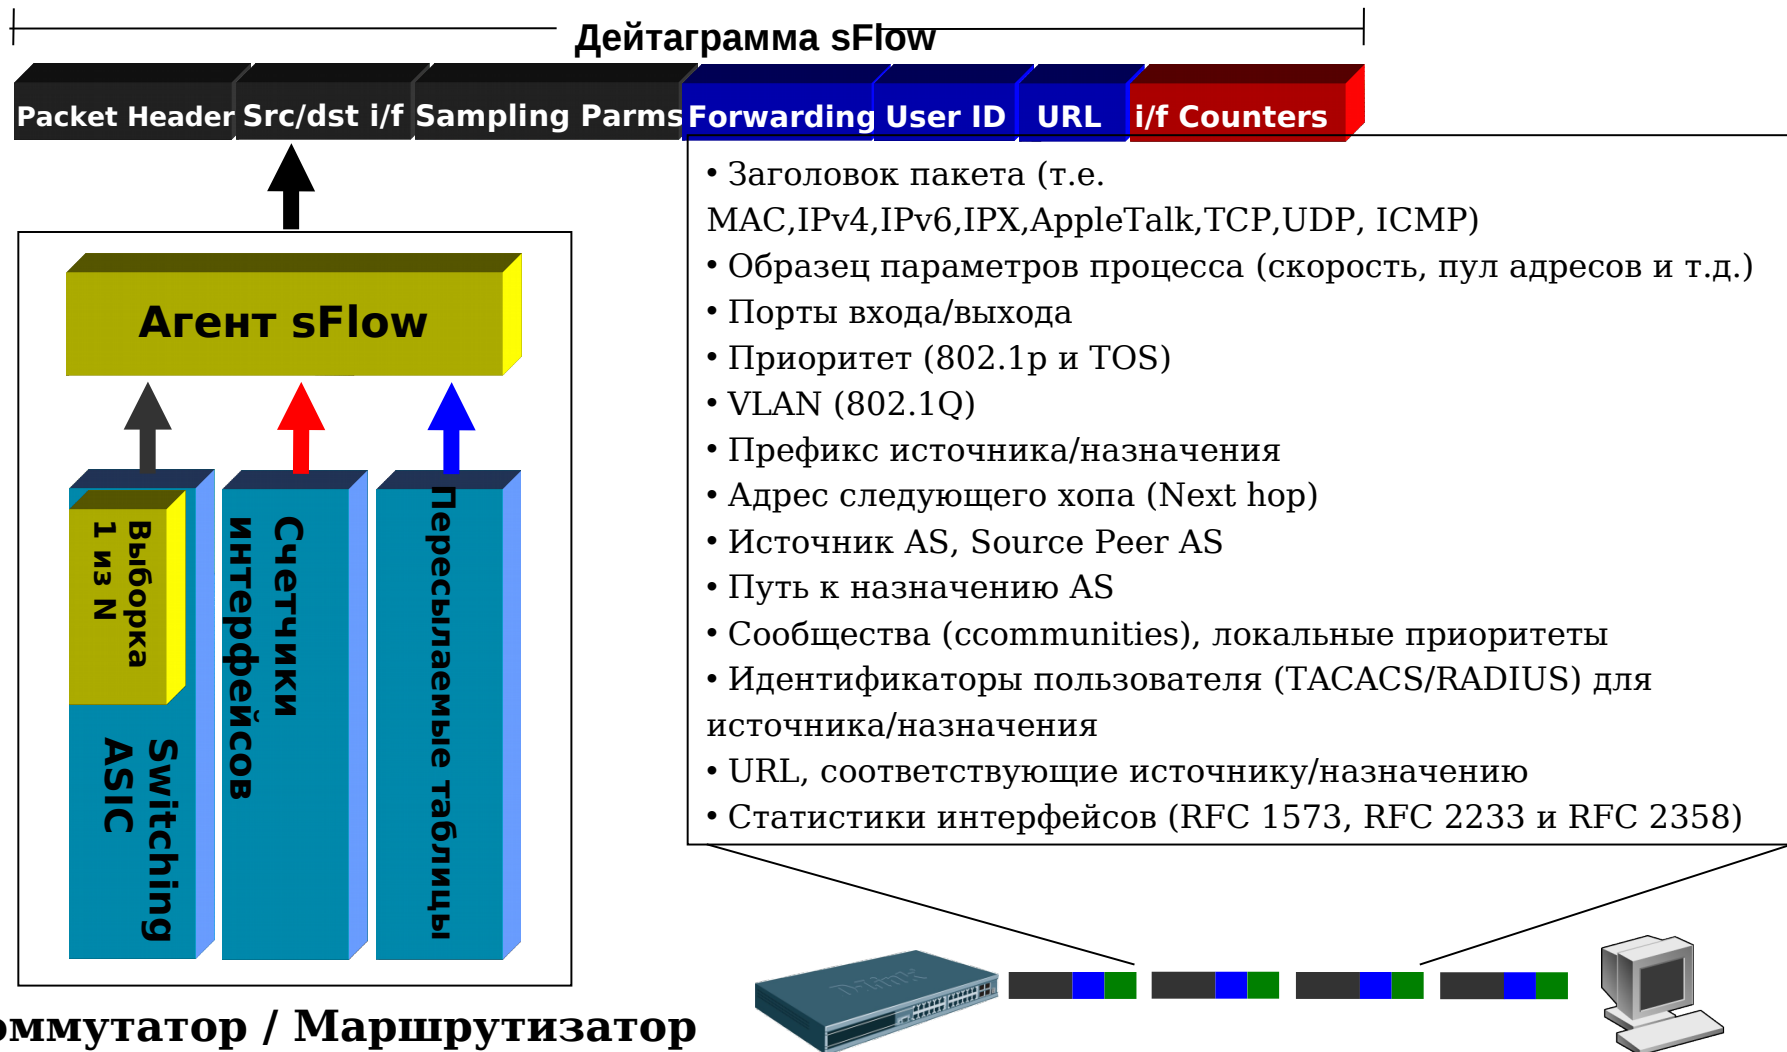 Дейтаграмма sFlow
Packet Header Src/dst i/f Sampling Parms Forwarding User ID URL i/f Counters
• Заголовок пакета (т.е.
MAC,IPv4,IPv6,IPX,AppleTalk,TCP,UDP, ICMP)
• Образец параметров процесса (скорость, пул адресов и т.д.)
• Порты входа/выхода
• Приоритет (802.1p и TOS)
• VLAN (802.1Q)
• Префикс источника/назначения
• Адрес следующего хопа (Next hop)
• Источник AS, Source Peer AS
• Путь к назначению AS
• Сообщества (ccommunities), локальные приоритеты
• Идентификаторы пользователя (TACACS/RADIUS) для
источника/назначения
• URL, соответствующие источнику/назначению
• Статистики интерфейсов (RFC 1573, RFC 2233 и RFC 2358)
Агент sFlow
Выборка
1 из N
Switching
ASIC
Счетчики
интерфейсов
Пересылаемые таблицы
D-Link
оммутатор / Маршрутизатор